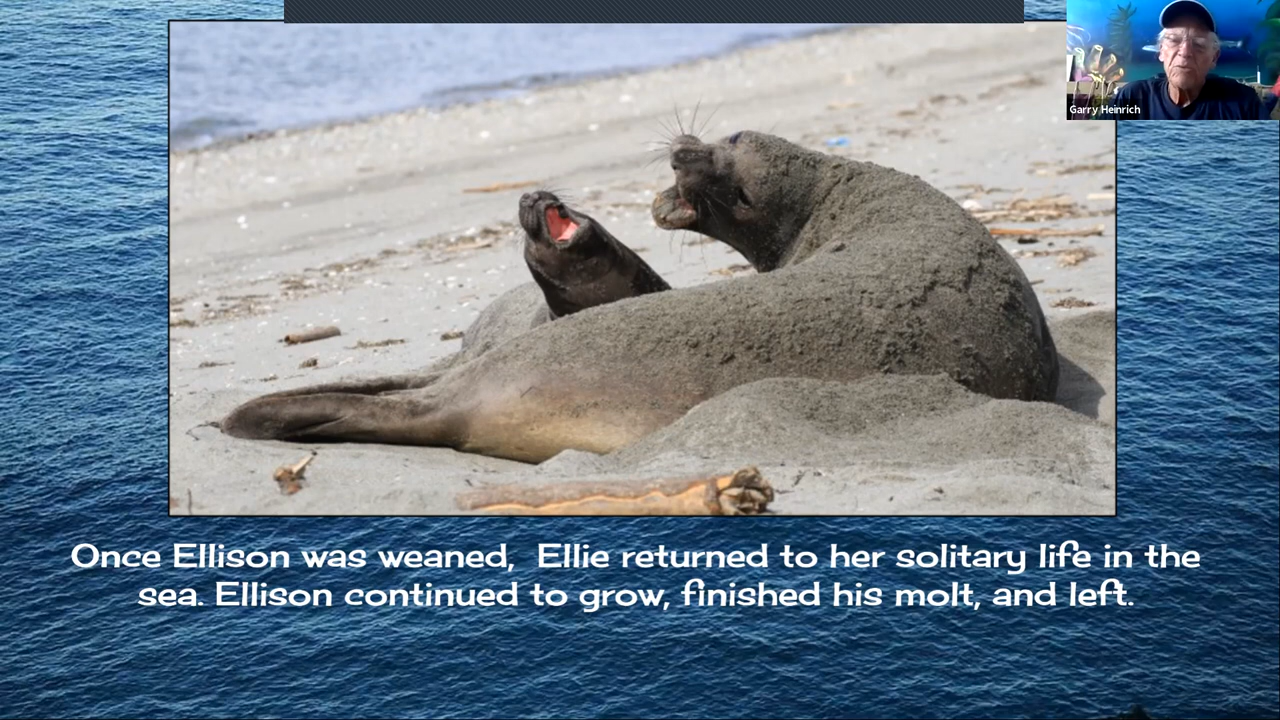 Garry Heinrich
Once Ellison was weaned,  Ellie returned to her solitary life in the
sea. Ellison continued to grow, finished his molt, and left.